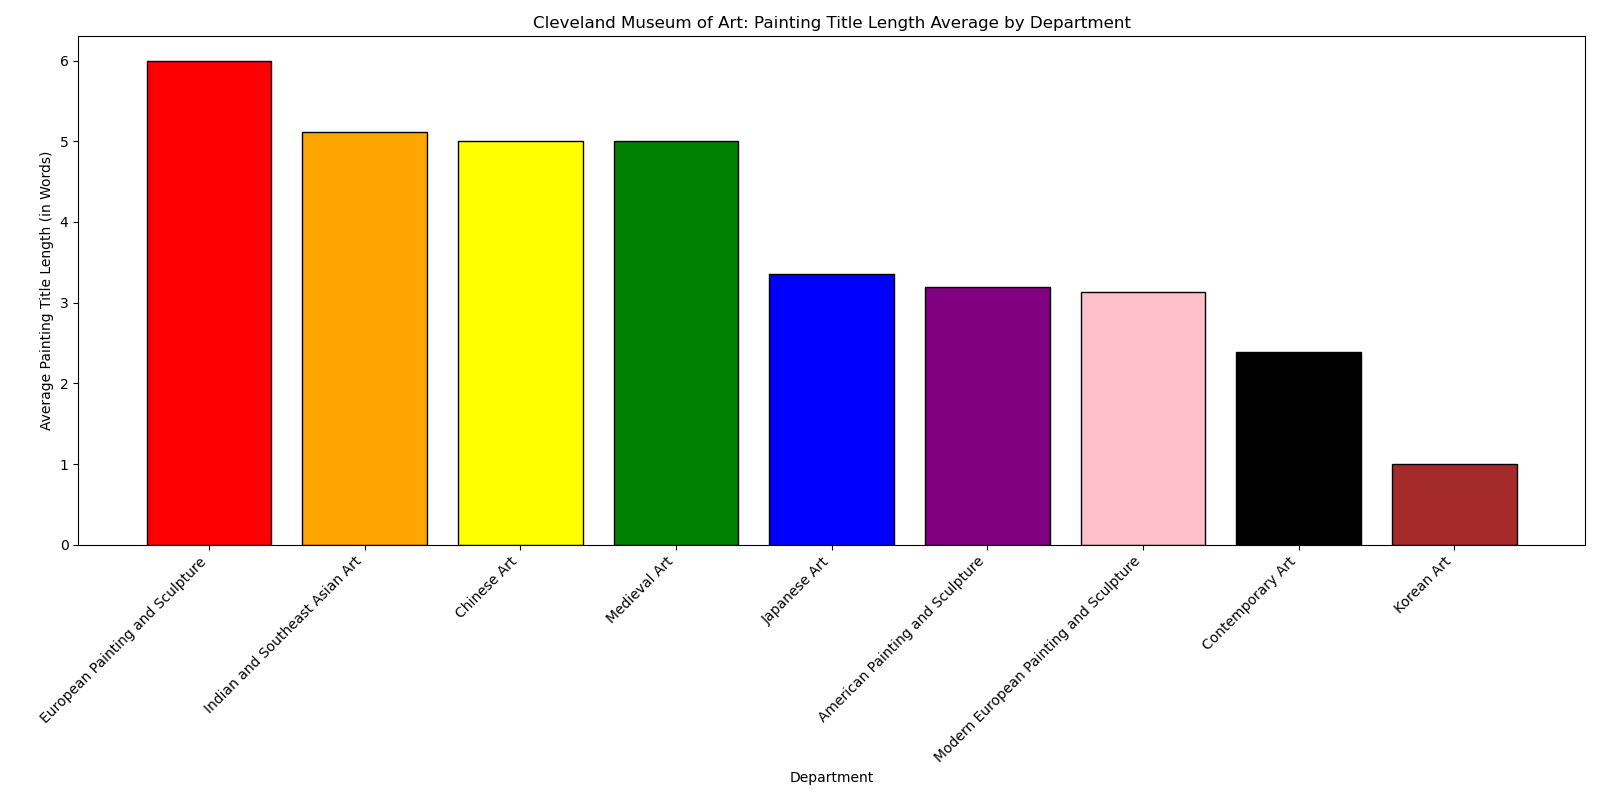 Cleveland Museum of Art: Painting Title Length Average by Department
Average Painting Title Length (in Words)
6
5
4
3
2
1
0
European Painting and Sculpture
Indian and Southeast Asian Art
Chinese Art
Medieval Art
Japanese Art
American Painting and Sculpture
Modern European Painting and Sculpture
Contemporary Art
Korean Art
Department